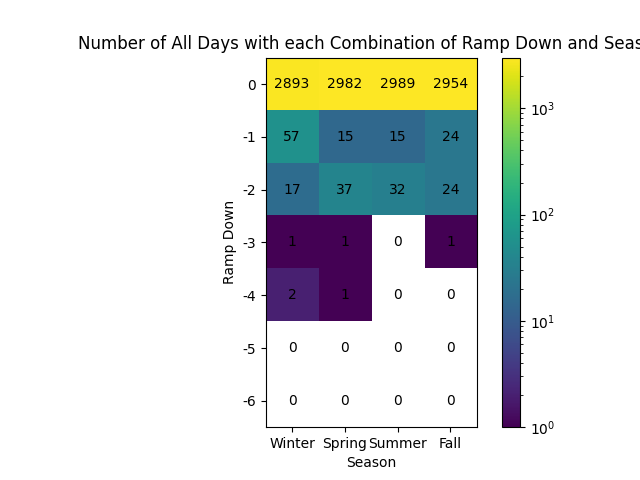 Number of All Days with each Combination of Ramp Down and Seas
0 2893 2982 2989 2954
-1 57 15 15 24
-2 17 37 32 24
-3 1 1 0 1
-4 2 1 0 0
-5 0 0 0 0
-6 0 0 0 0
Winter Spring Summer Fall
Season
Ramp Down
10³
10²
10¹
10⁰